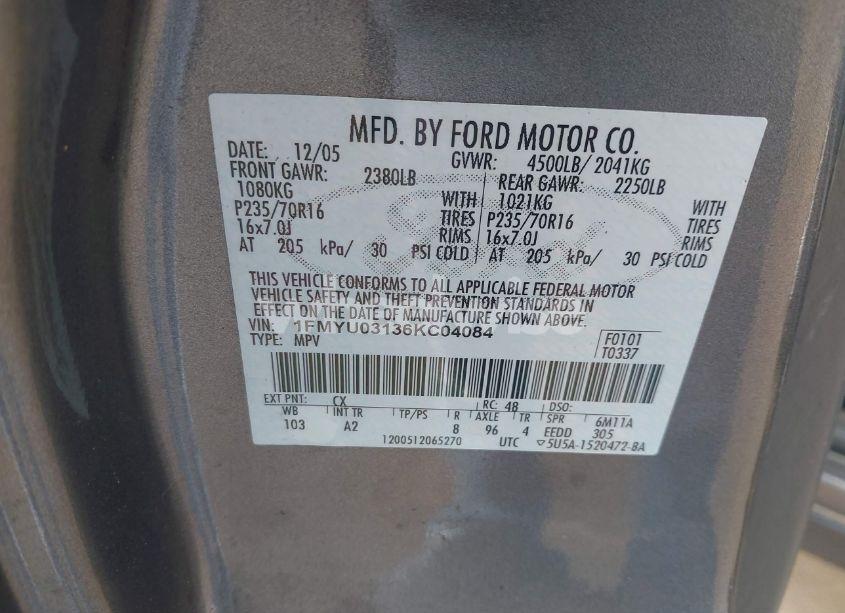 MFD. BY FORD MOTOR CO.
DATE: 12/05 GVWR: 4500LB/ 2041KG
FRONT GAWR: 2380LB REAR GAWR: 2250LB
1080KG WITH 1021KG WITH
P235/70R16 TIRES P235/70R16 TIRES
16x7.0J RIMS 16x7.0J RIMS
AT 205 kPa/ 30 PSI COLD AT 205 kPa/ 30 PSI COLD
THIS VEHICLE CONFORMS TO ALL APPLICABLE FEDERAL MOTOR
VEHICLE SAFETY AND THEFT PREVENTION STANDARDS IN
EFFECT ON THE DATE OF MANUFACTURE SHOWN ABOVE.
VIN: 1FMYU03136KC04084
TYPE: MPV
F0101
T0337
EXT PNT: CX RC: 48 DSO:
WB INT TR TP/PS R AXLE TR SPR 6M11A
103 A2 8 96 4 EEDD 305
1200512065270 UTC ▽5U5A-1520472-BA